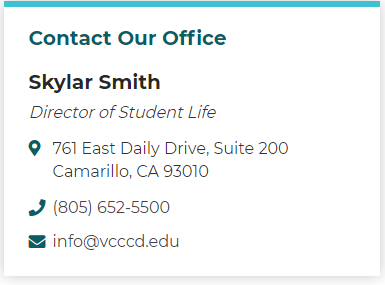 Contact Our Office
Skylar Smith
Director of Student Life
761 East Daily Drive, Suite 200
Camarillo, CA 93010
(805) 652-5500
info@vcccd.edu